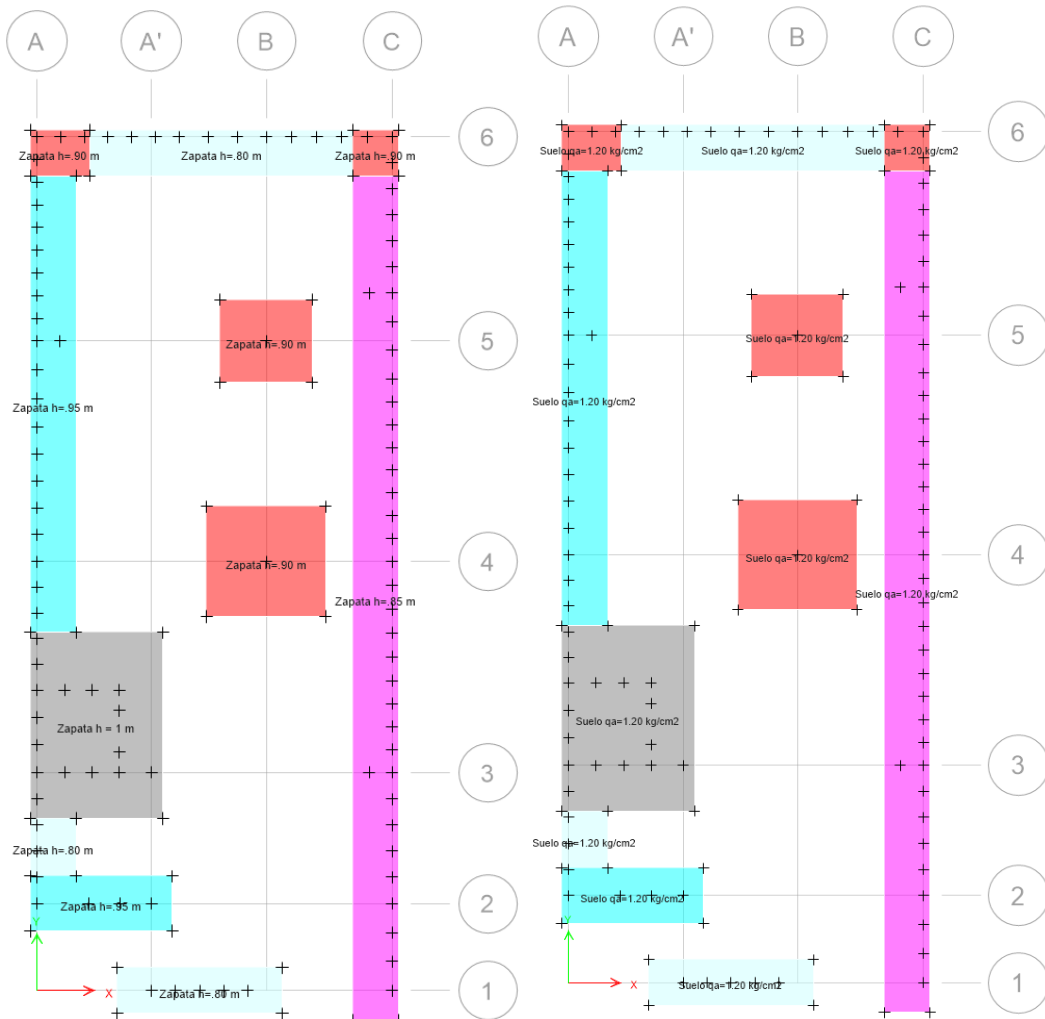 A A' B C
6
Zapata h=.90 m
Zapata h=.80 m
Zapata h=.90 m
5
Zapata h=.90 m
Zapata h=.95 m
4
Zapata h=.90 m
Zapata h=.85 m
Zapata h = 1 m
3
Zapata h=.80 m
2
Zapata h=.95 m
Y
X
Zapata h=.80 m
1
A A' B C
6
Suelo qa=1.20 kg/cm2
Suelo qa=1.20 kg/cm2
Suelo qa=1.20 kg/cm2
5
Suelo qa=1.20 kg/cm2
Suelo qa=1.20 kg/cm2
4
Suelo qa=1.20 kg/cm2
Suelo qa=1.20 kg/cm2
Suelo qa=1.20 kg/cm2
3
Suelo qa=1.20 kg/cm2
2
Suelo qa=1.20 kg/cm2
Y
X
Suelo qa=1.20 kg/cm2
1